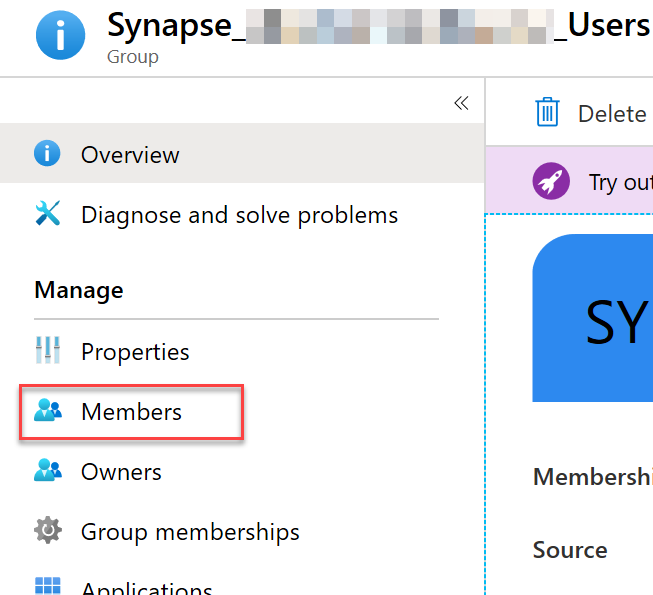 Synapse_ _Users
Group
Delete
Overview
Try out
Diagnose and solve problems
SY
Manage
Properties
Members
Owners
Membershi
Source
Group memberships
Applications